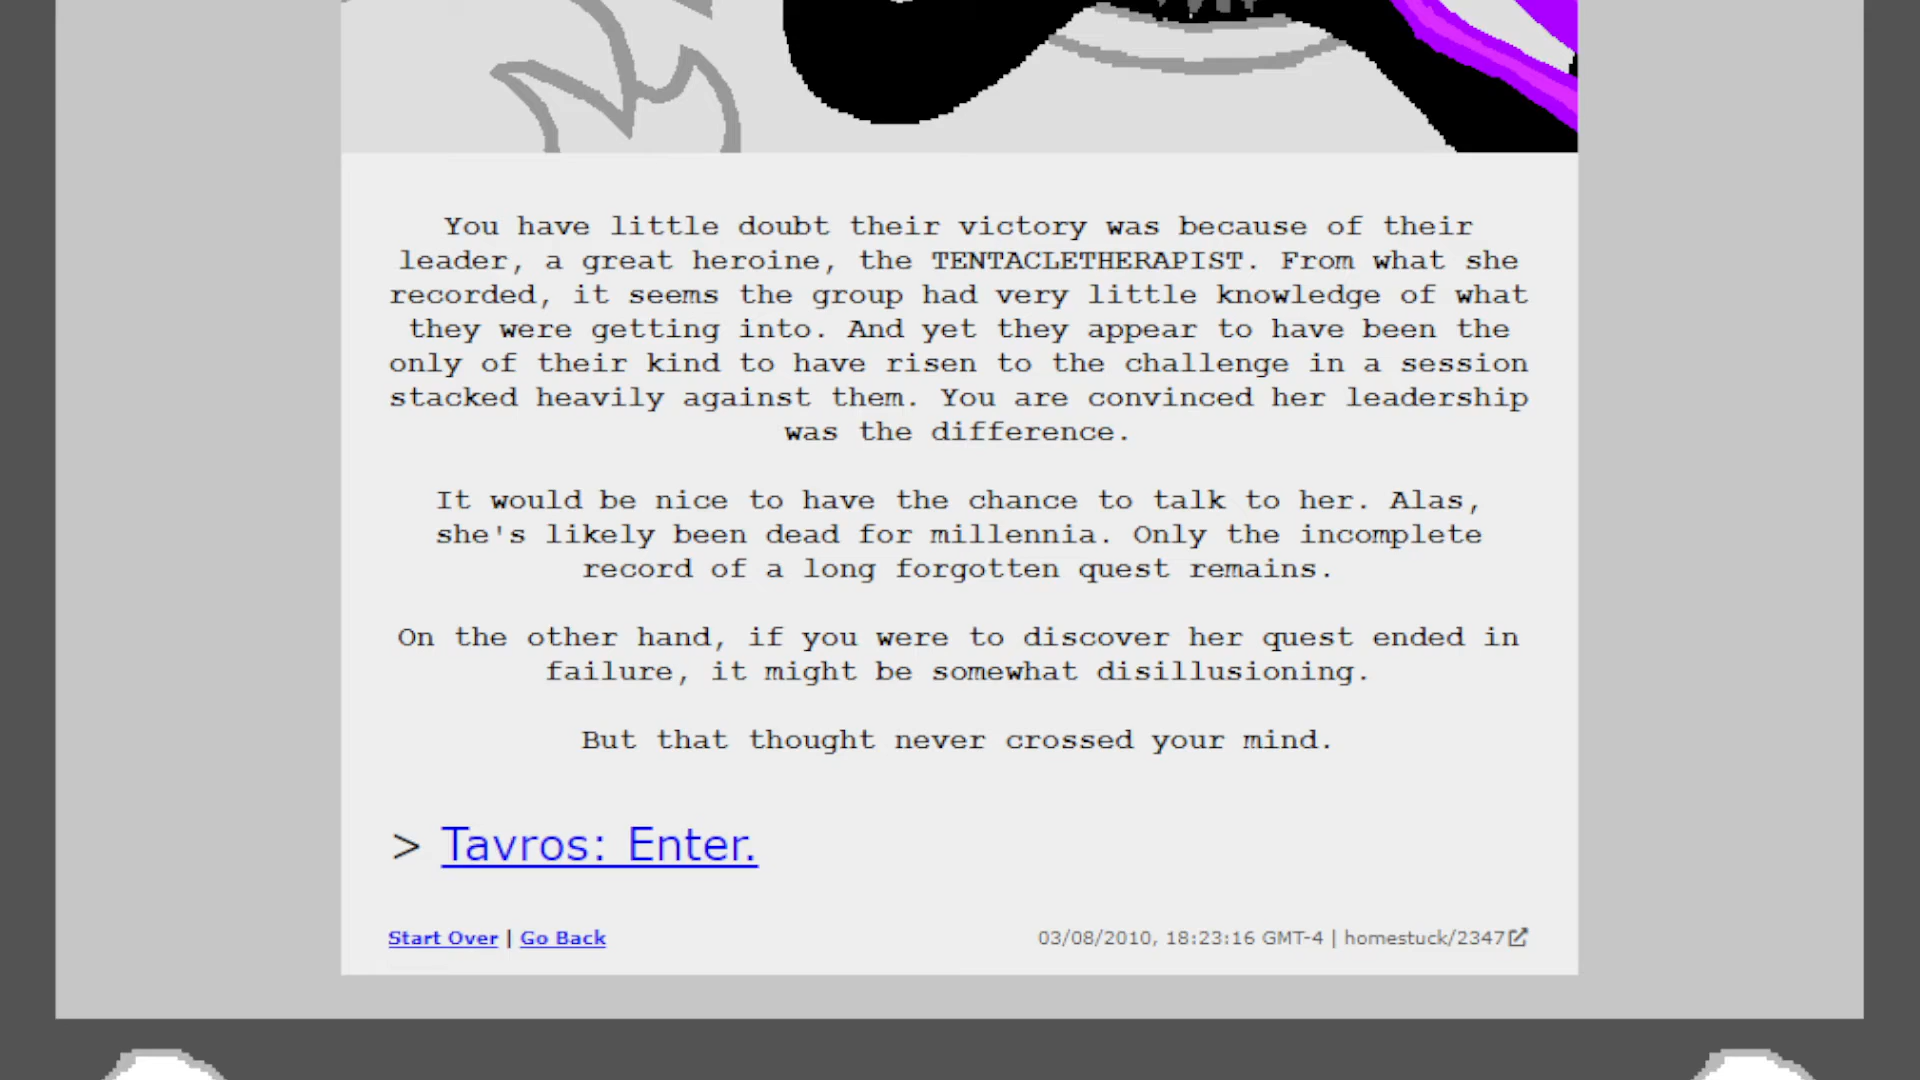 You have little doubt their victory was because of their
leader, a great heroine, the TENTACLETHERAPIST. From what she
recorded, it seems the group had very little knowledge of what
they were getting into. And yet they appear to have been the
only of their kind to have risen to the challenge in a session
stacked heavily against them. You are convinced her leadership
was the difference.
It would be nice to have the chance to talk to her. Alas,
she's likely been dead for millennia. Only the incomplete
record of a long forgotten quest remains.
On the other hand, if you were to discover her quest ended in
failure, it might be somewhat disillusioning.
But that thought never crossed your mind.
> Tavros: Enter.
Start Over | Go Back 03/08/2010, 18:23:16 GMT-4 | homestuck/2347